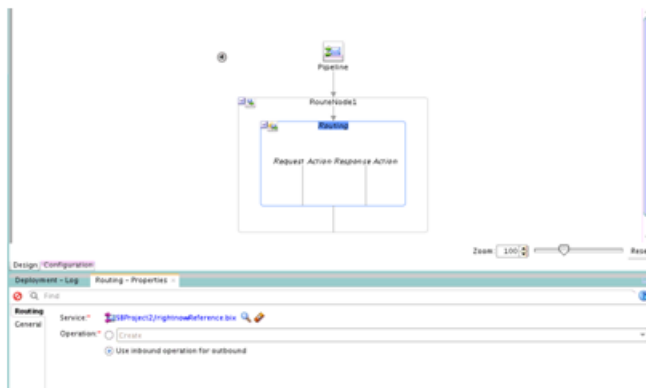 Pipeline
RouteNode1
Routing
Request Action Response Action
Zoom: 100
Design Configuration
Deployment - Log Routing - Properties
Find
Routing
General
Service:*
Operation:* Create
Use inbound operation for outbound